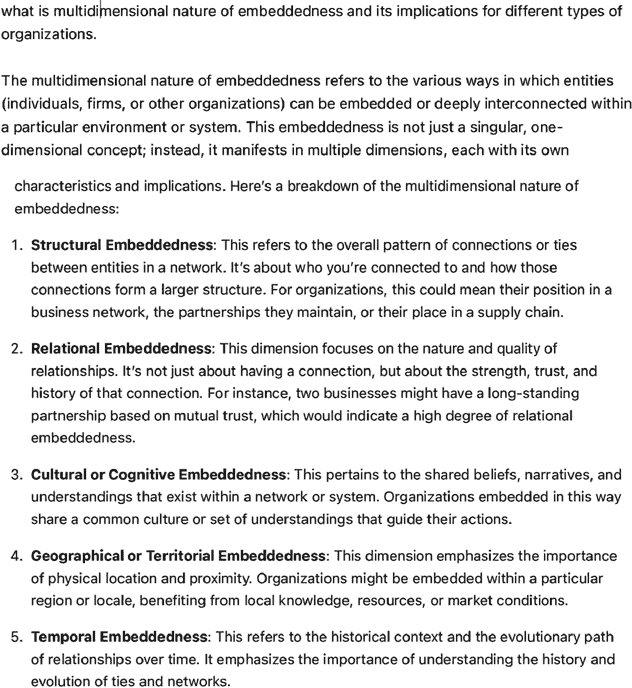 what is multidimensional nature of embeddedness and its implications for different types of
organizations.
The multidimensional nature of embeddedness refers to the various ways in which entities
(individuals, firms, or other organizations) can be embedded or deeply interconnected within
a particular environment or system. This embeddedness is not just a singular, one-
dimensional concept; instead, it manifests in multiple dimensions, each with its own
characteristics and implications. Here's a breakdown of the multidimensional nature of
embeddedness:
1. Structural Embeddedness: This refers to the overall pattern of connections or ties
between entities in a network. It's about who you're connected to and how those
connections form a larger structure. For organizations, this could mean their position in a
business network, the partnerships they maintain, or their place in a supply chain.
2. Relational Embeddedness: This dimension focuses on the nature and quality of
relationships. It's not just about having a connection, but about the strength, trust, and
history of that connection. For instance, two businesses might have a long-standing
partnership based on mutual trust, which would indicate a high degree of relational
embeddedness.
3. Cultural or Cognitive Embeddedness: This pertains to the shared beliefs, narratives, and
understandings that exist within a network or system. Organizations embedded in this way
share a common culture or set of understandings that guide their actions.
4. Geographical or Territorial Embeddedness: This dimension emphasizes the importance
of physical location and proximity. Organizations might be embedded within a particular
region or locale, benefiting from local knowledge, resources, or market conditions.
5. Temporal Embeddedness: This refers to the historical context and the evolutionary path
of relationships over time. It emphasizes the importance of understanding the history and
evolution of ties and networks.